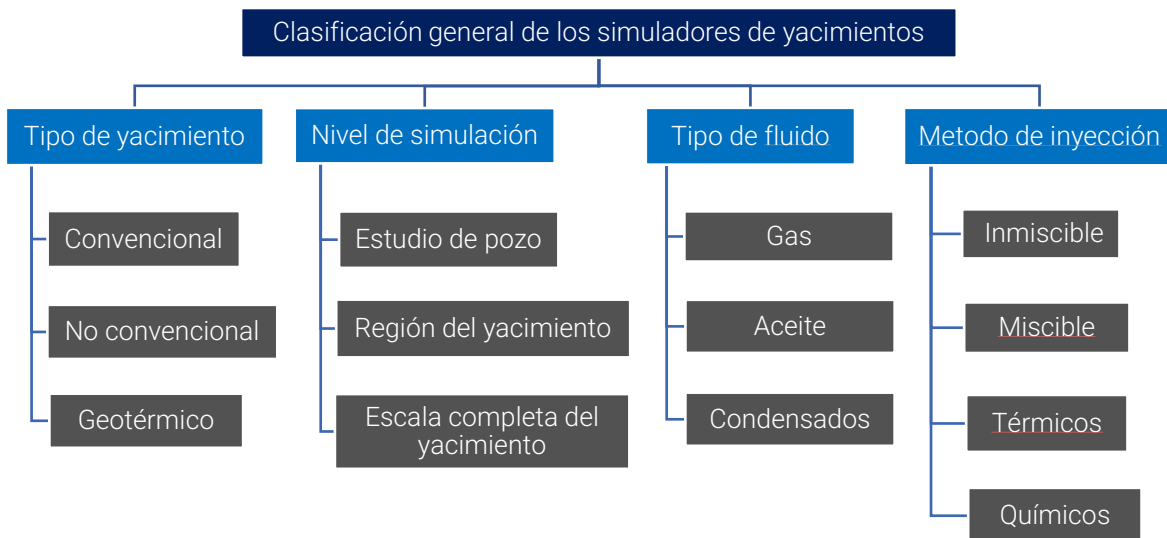 Clasificación general de los simuladores de yacimientos
Tipo de yacimiento
Convencional
No convencional
Geotérmico
Nivel de simulación
Estudio de pozo
Región del yacimiento
Escala completa del
yacimiento
Tipo de fluido
Gas
Aceite
Condensados
Metodo de inyección
Inmiscible
Miscible
Térmicos
Químicos